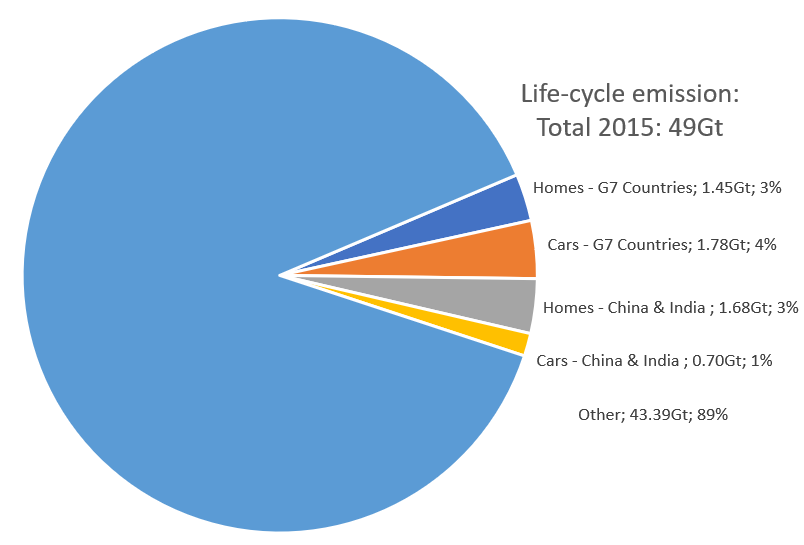 Life-cycle emission:
Total 2015: 49Gt
Homes - G7 Countries; 1.45Gt; 3%
Cars - G7 Countries; 1.78Gt; 4%
Homes - China & India ; 1.68Gt; 3%
Cars - China & India ; 0.70Gt; 1%
Other; 43.39Gt; 89%